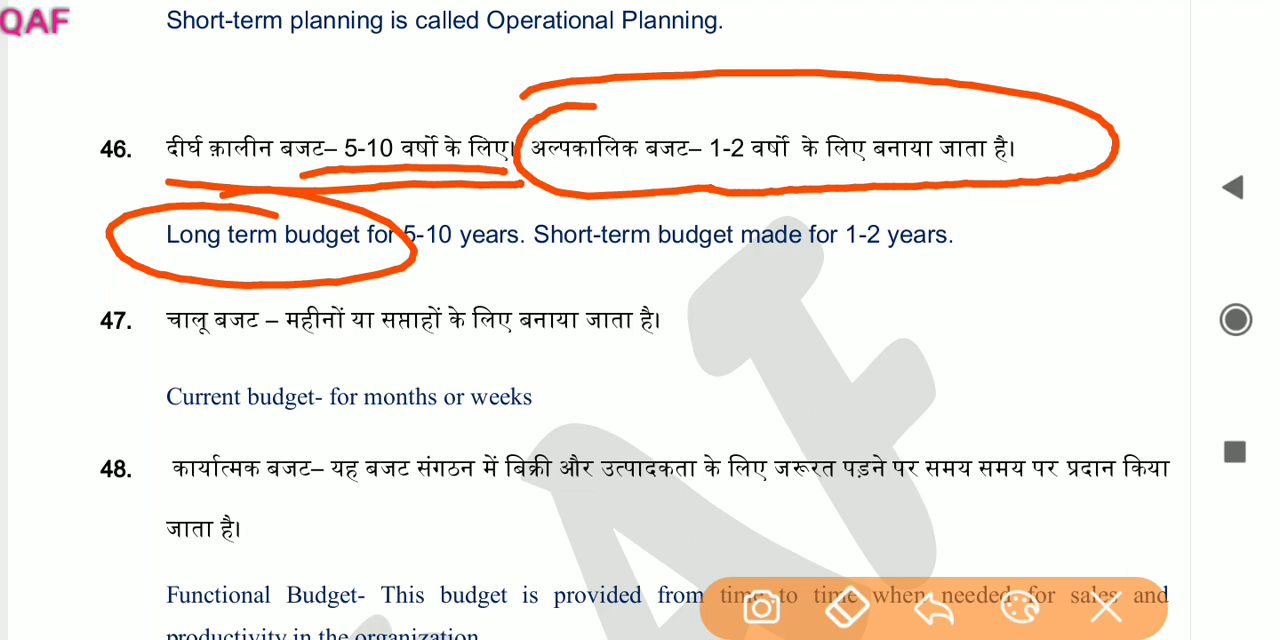 QAF
Short-term planning is called Operational Planning.
46. दीर्घ क़ालीन बजट– 5-10 वर्षो के लिए। अल्पकालिक बजट– 1-2 वर्षो के लिए बनाया जाता है।
Long term budget for 5-10 years. Short-term budget made for 1-2 years.
47. चालू बजट – महीनों या सप्ताहों के लिए बनाया जाता है।
Current budget- for months or weeks
48. कार्यात्मक बजट– यह बजट संगठन में बिक्री और उत्पादकता के लिए जरूरत पड़ने पर समय समय पर प्रदान किया
जाता है।
Functional Budget- This budget is provided from time to time when needed for sales and
productivity in the organization